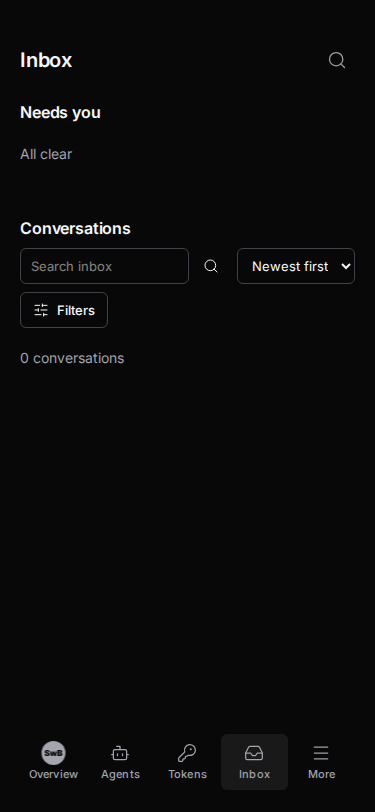 Inbox
Needs you
All clear
Conversations
Search inbox
Newest first
Filters
0 conversations
SwB
Overview
Agents
Tokens
Inbox
More